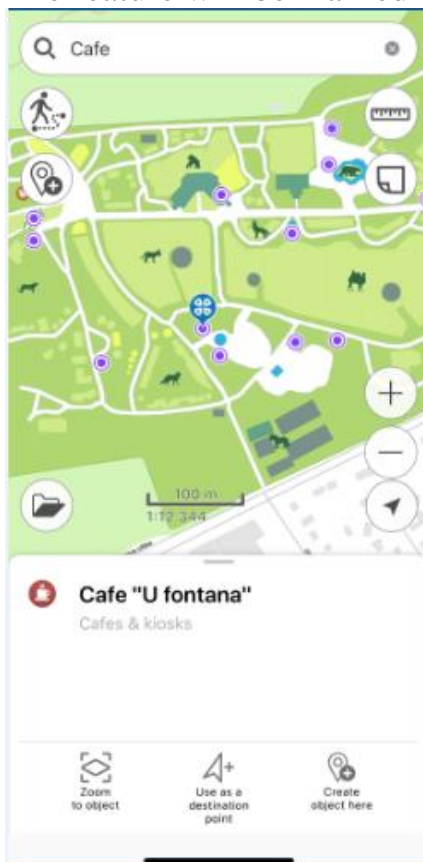 Cafe
100 m
1:12 344
Cafe "U fontana"
Cafes & kiosks
Zoom
to object
Use as a
destination
point
Create
object here